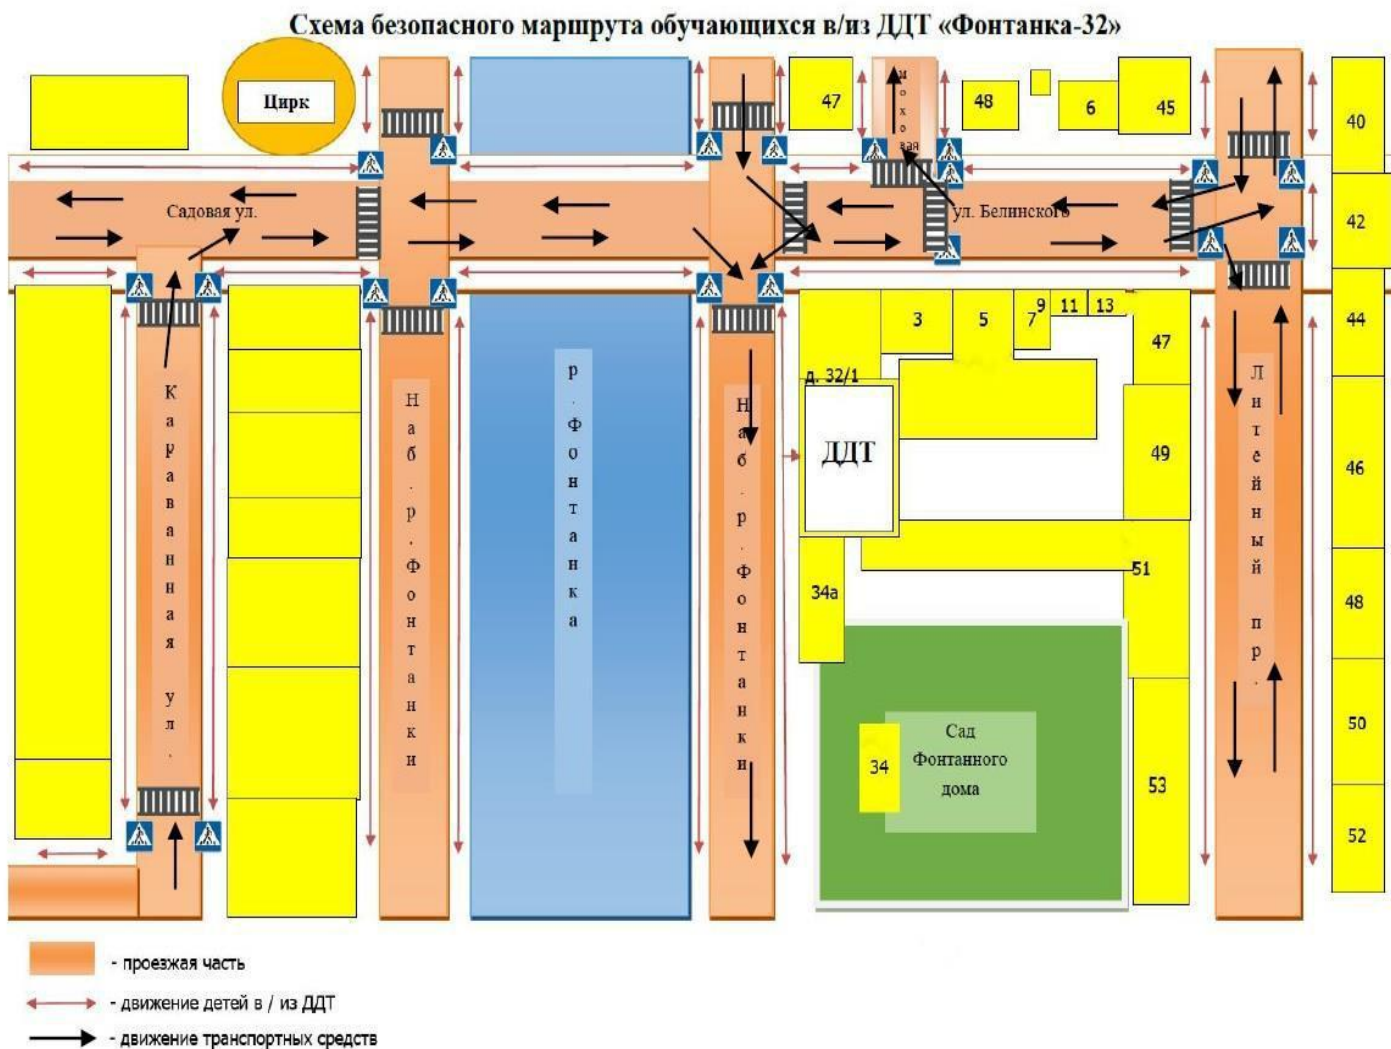 Схема безопасного маршрута обучающихся в/из ДДТ «Фонтанка-32»
Цирк
47
Моховая
48
6
45
40
Садовая ул.
ул. Белинского
42
3
5
7
9
11
13
47
44
д. 32/1
ДДТ
Караванная ул.
Наб.р.Фонтанки
р.Фонтанка
Наб.р.Фонтанки
Литейный пр.
49
46
34а
51
48
34
Сад
Фонтанного
дома
53
50
52
- проезжая часть
- движение детей в / из ДДТ
- движение транспортных средств